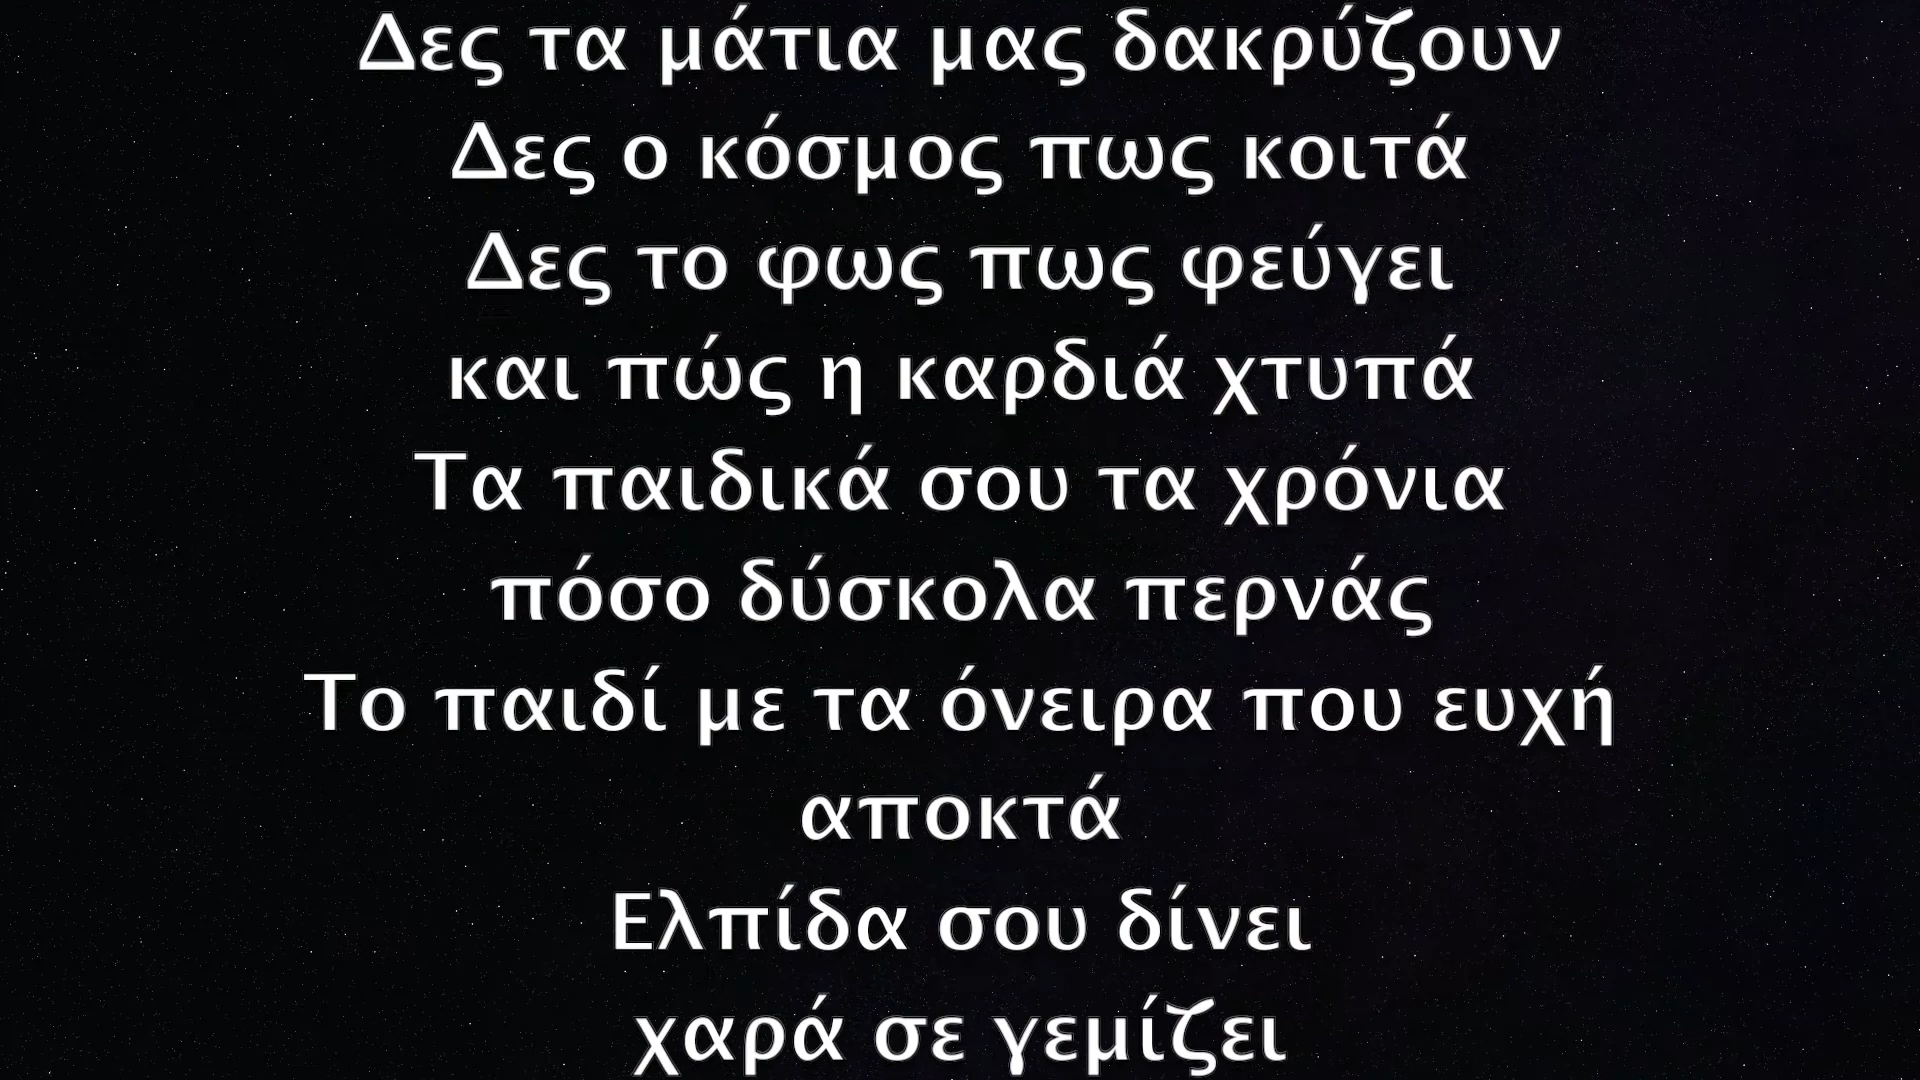 Δες τα μάτια μας δακρύζουν
Δες ο κόσμος πως κοιτά
Δες το φως πως φεύγει
και πώς η καρδιά χτυπά
Τα παιδικά σου τα χρόνια
πόσο δύσκολα περνάς
Το παιδί με τα όνειρα που ευχή
αποκτά
Ελπίδα σου δίνει
χαρά σε γεμίζει